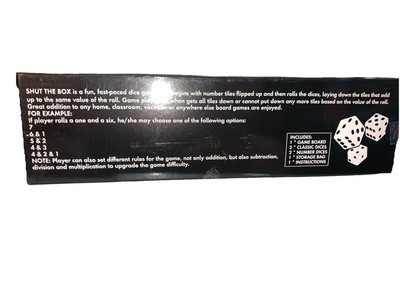 SHUT THE BOX is a fun, fast-paced dice begins with number tiles flipped up and then rolls the dices, laying down the tiles that add
up to the same value of the roll. Game when gets all tiles down or cannot put down any more tiles based on the value of the roll.
Great addition to any home, classroom, or anywhere else board games are enjoyed.
FOR EXAMPLE:
If player rolls a one and a six, he/she may choose one of the following options:
-6 & 1
5 & 2
4 & 3
4 & 2 & 1
NOTE: Player can also set different rules for the game, not only addition, but also subtraction,
division and multiplication to upgrade the game difficulty.
INCLUDES:
1 * GAME BOARD
2 * CLASSIC DICES
2 * NUMBER DICES
1 * STORAGE BAG
1 * INSTRUCTIONS